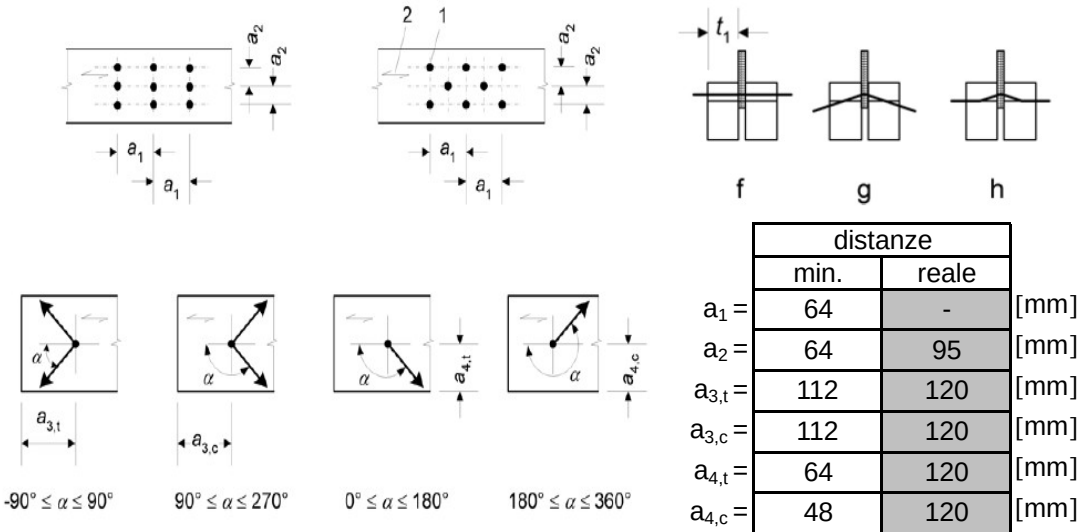 2 1
a2
a2
a2
a2
a1
a1
a1
a1
t1
f g h
α
α
α
α
a4,t
a4,c
a3,t
a3,c
-90° ≤ α ≤ 90°
90° ≤ α ≤ 270°
0° ≤ α ≤ 180°
180° ≤ α ≤ 360°
distanze
min. reale
a1 = 64 - [mm]
a2 = 64 95 [mm]
a3,t = 112 120 [mm]
a3,c = 112 120 [mm]
a4,t = 64 120 [mm]
a4,c = 48 120 [mm]